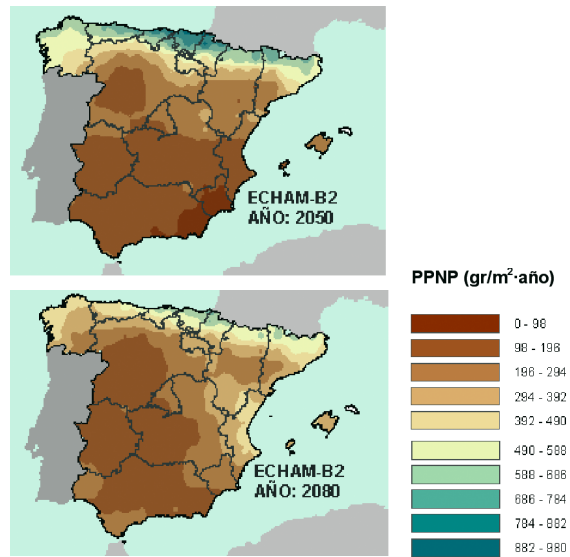 ECHAM-B2
AÑO: 2050
PPNP (gr/m²·año)
0 - 98
98 - 196
196 - 294
294 - 392
392 - 490
490 - 588
588 - 686
686 - 784
784 - 882
882 - 980
ECHAM-B2
AÑO: 2080